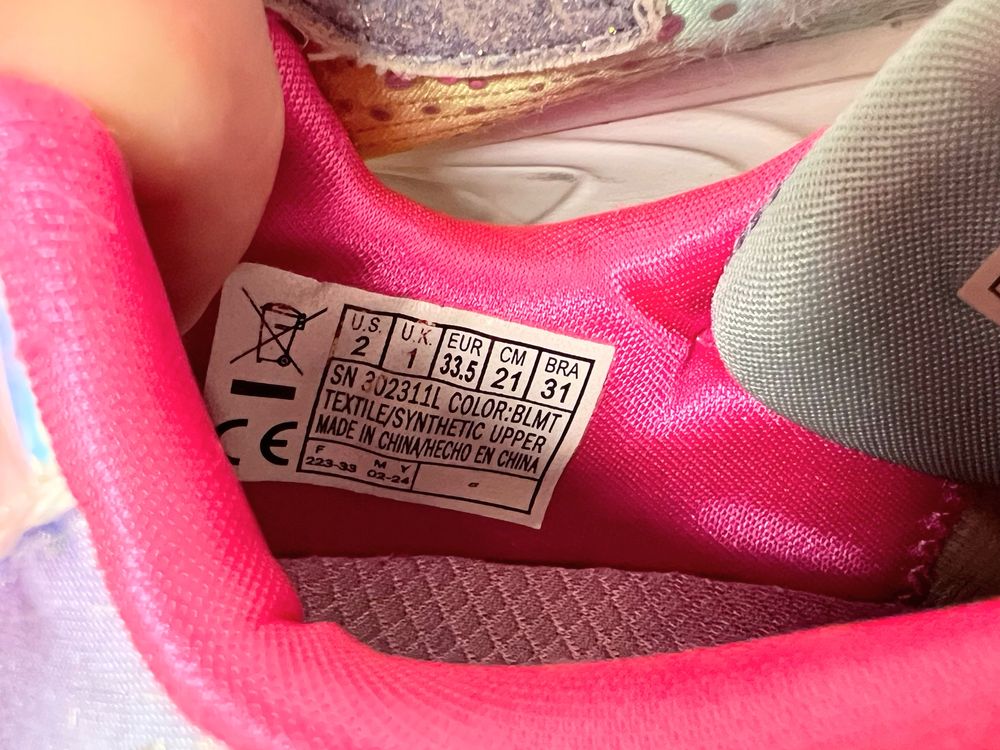 U.S. U.K. EUR CM BRA
2 1 33.5 21 31
SN 302311L COLOR:BLMT
TEXTILE/SYNTHETIC UPPER
MADE IN CHINA/HECHO EN CHINA
F M Y
223-33 02-24
CE